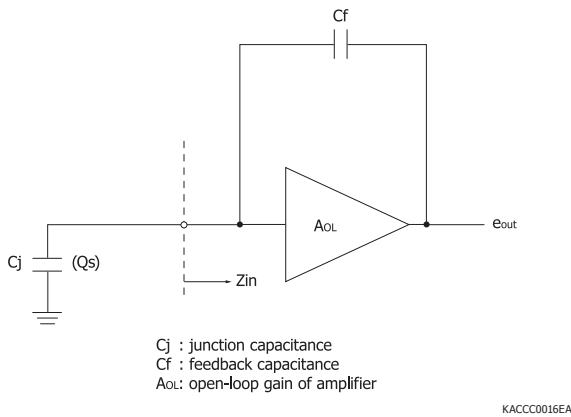 Cf
AOL
eout
Cj (Qs)
Zin
Cj : junction capacitance
Cf : feedback capacitance
AOL: open-loop gain of amplifier
KACCC0016EA